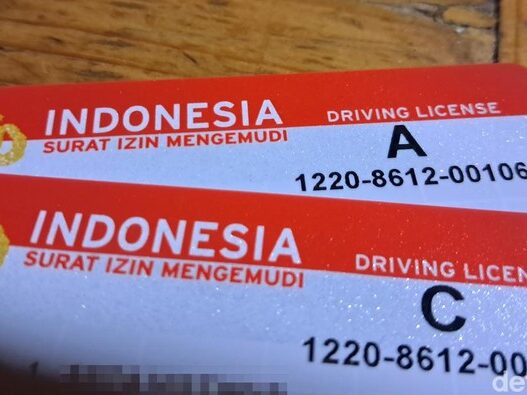 INDONESIA
SURAT IZIN MENGEMUDI
DRIVING LICENSE
A
1220-8612-00106
INDONESIA
SURAT IZIN MENGEMUDI
DRIVING LICEN
C
1220-8612-00
de